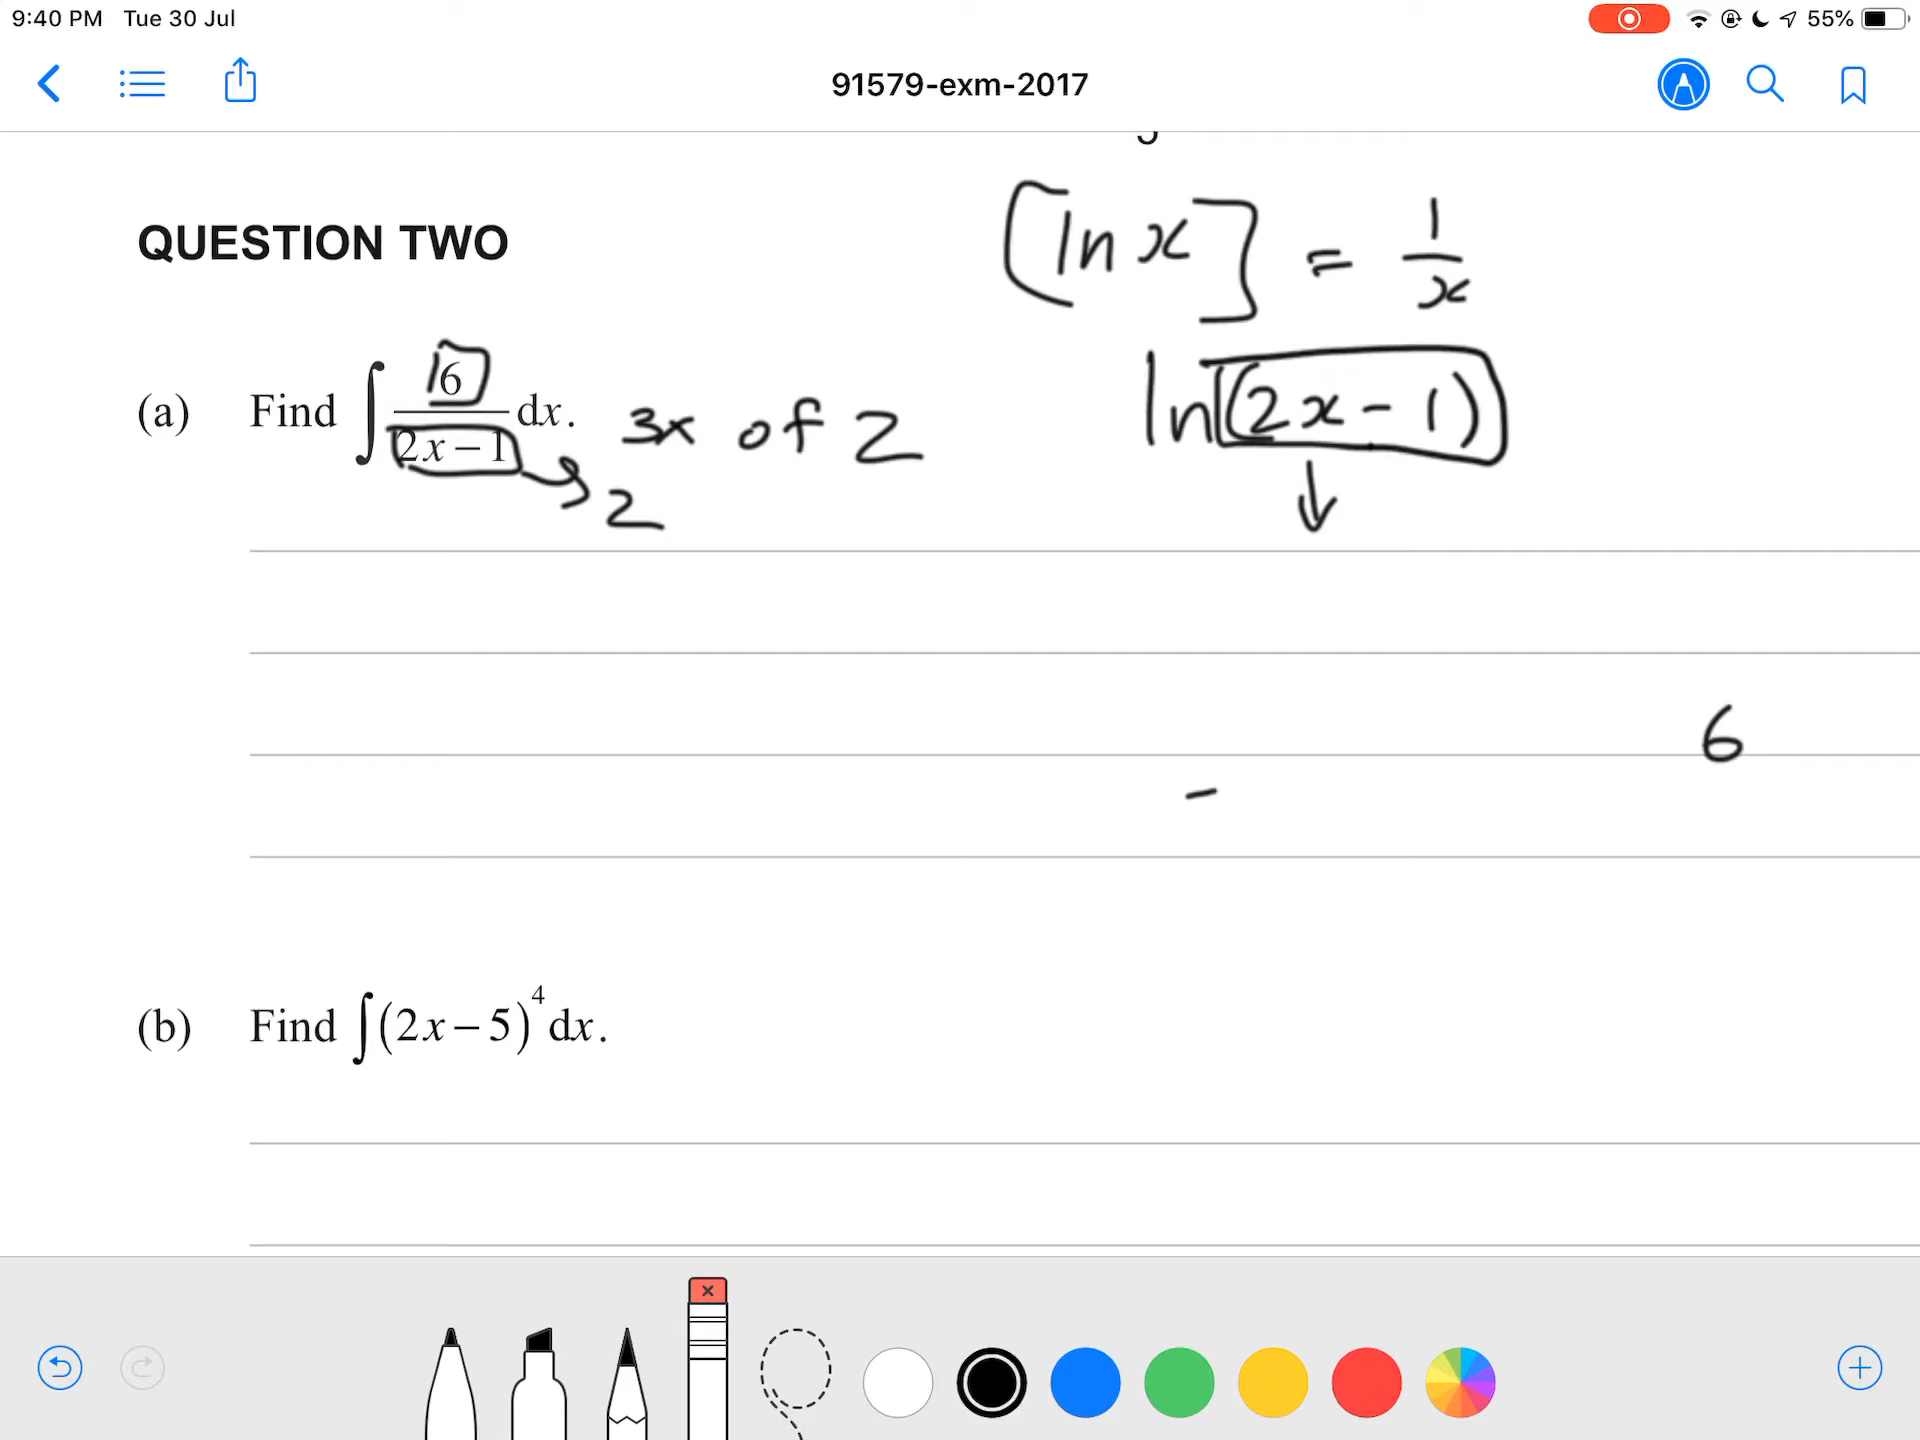 9:40 PM Tue 30 Jul 55%
91579-exm-2017
[ln x] = 1/x
QUESTION TWO
(a) Find ∫ 6/(2x − 1) dx. 3x of 2 ln(2x − 1)
2
6
-
(b) Find ∫(2x − 5)⁴ dx.